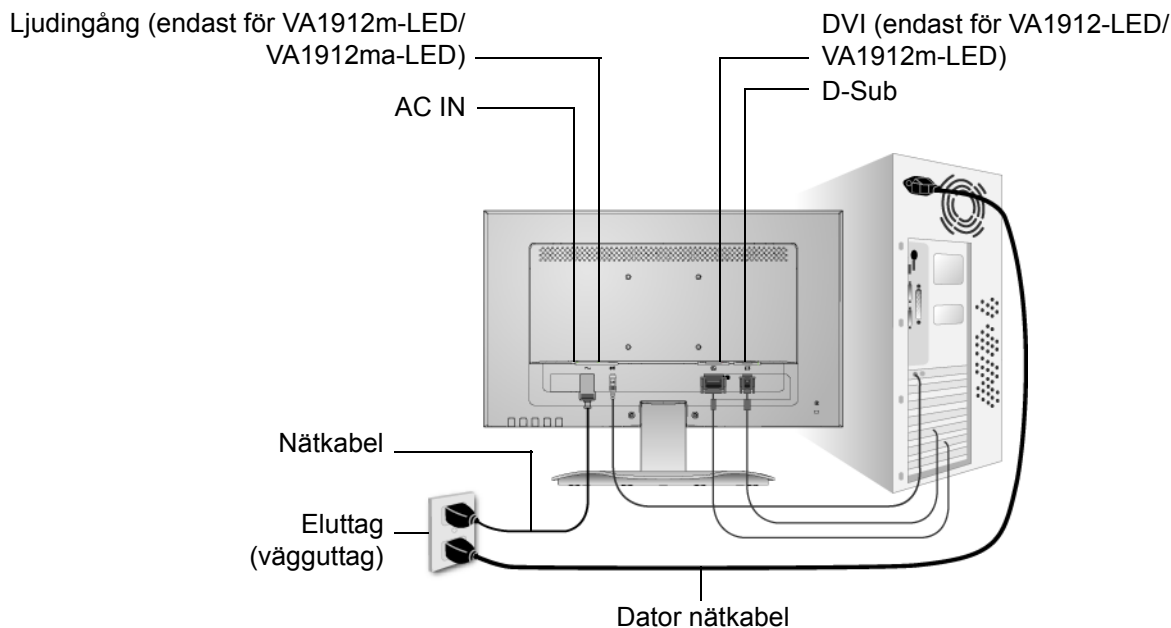 Ljudingång (endast för VA1912m-LED/
VA1912ma-LED)
AC IN
DVI (endast för VA1912-LED/
VA1912m-LED)
D-Sub
Nätkabel
Eluttag
(vägguttag)
Dator nätkabel